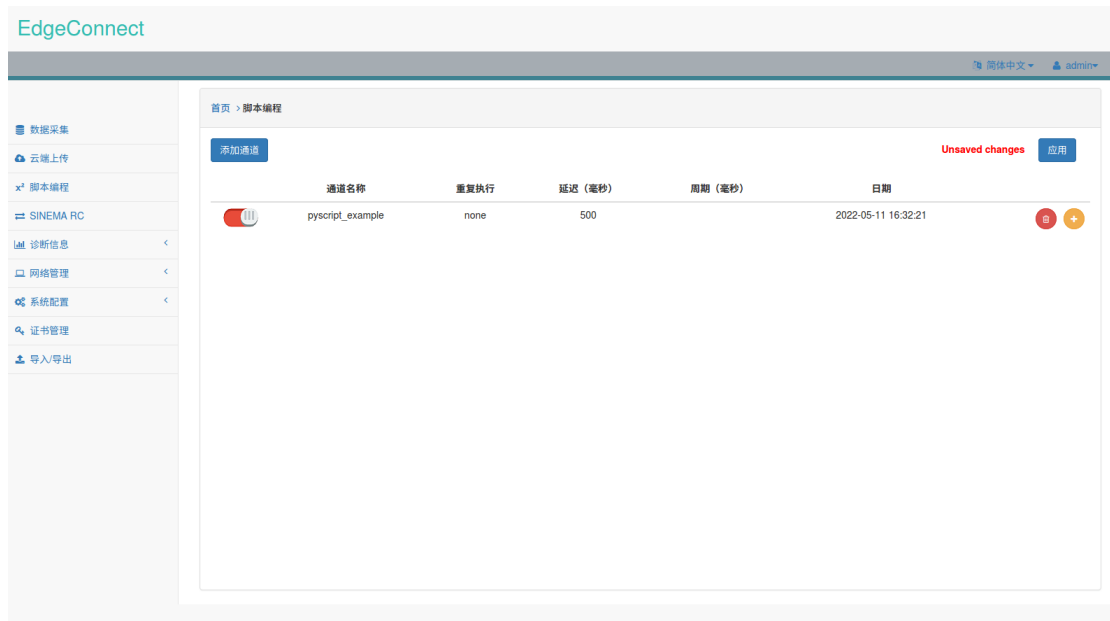 EdgeConnect
简体中文 admin
首页 ›脚本编程
数据采集
云端上传
x² 脚本编程
SINEMA RC
诊断信息
网络管理
系统配置
证书管理
导入/导出
添加通道 Unsaved changes 应用
通道名称 重复执行 延迟（毫秒） 周期（毫秒） 日期
pyscript_example none 500 2022-05-11 16:32:21